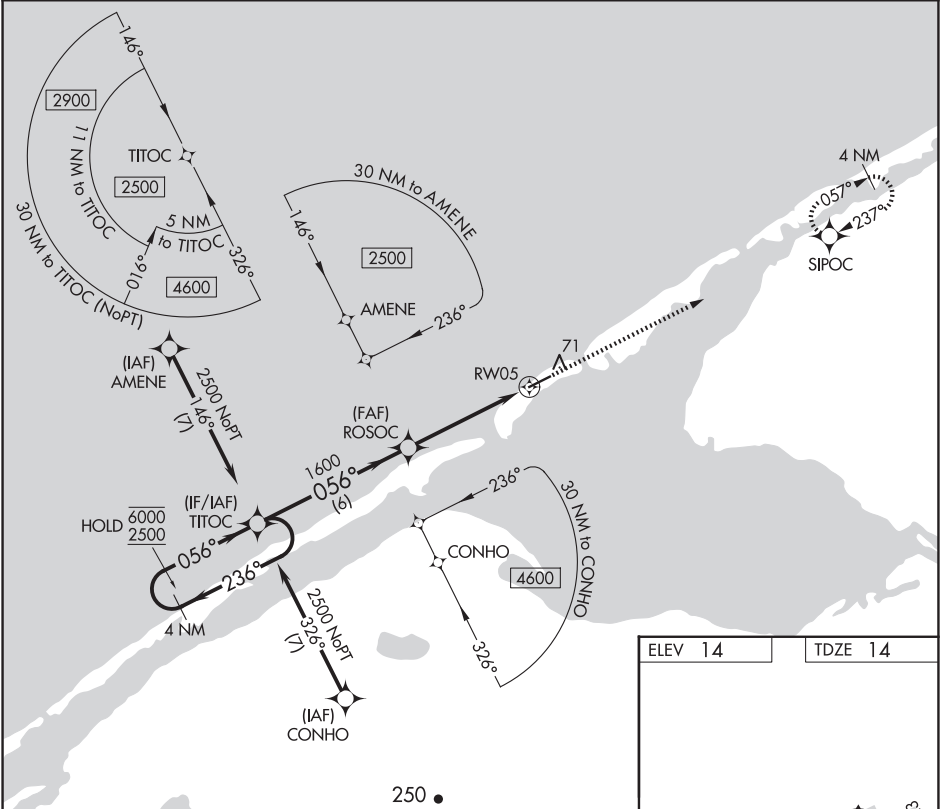 146°
2900
TITOC
11 NM to TITOC
2500
5 NM
to TITOC
016°
326°
4600
30 NM to TITOC (NoPT)
30 NM to AMENE
146°
2500
AMENE
236°
4 NM
057°
237°
SIPOC
(IAF)
AMENE
2500 NoPT
146°
(7)
71
RW05
(FAF)
ROSOC
1600
056°
(6)
(IF/IAF)
TITOC
HOLD 6000
2500
056°
236°
4 NM
236°
30 NM to CONHO
CONHO
4600
326°
2500 NoPT
326°
(7)
(IAF)
CONHO
ELEV 14
TDZE 14
250